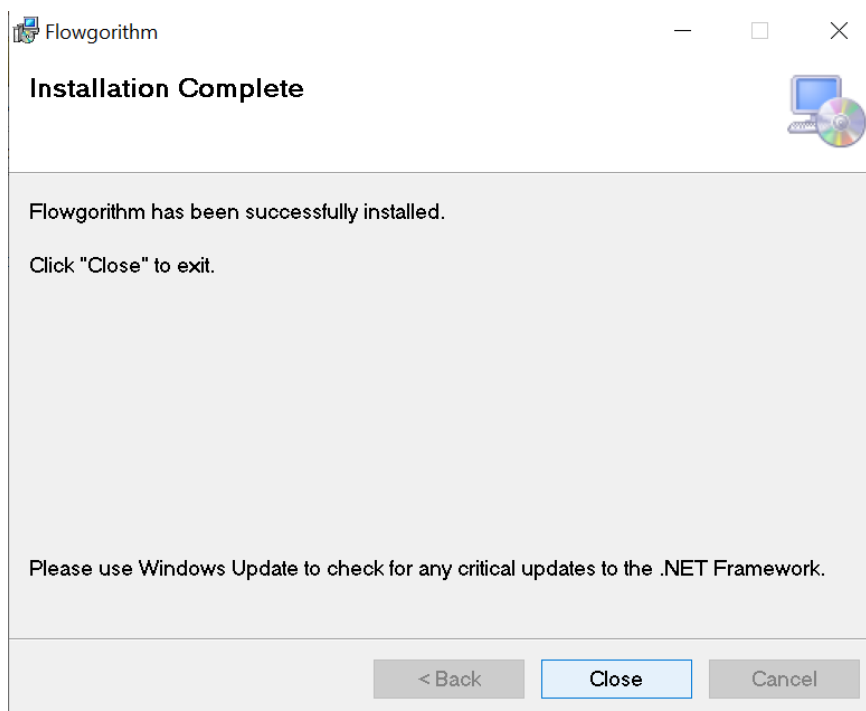 Flowgorithm
Installation Complete
Flowgorithm has been successfully installed.
Click "Close" to exit.
Please use Windows Update to check for any critical updates to the .NET Framework.
< Back
Close
Cancel